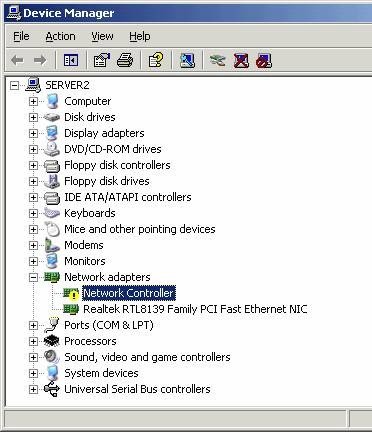 Device Manager
File Action View Help
SERVER2
Computer
Disk drives
Display adapters
DVD/CD-ROM drives
Floppy disk controllers
Floppy disk drives
IDE ATA/ATAPI controllers
Keyboards
Mice and other pointing devices
Modems
Monitors
Network adapters
Network Controller
Realtek RTL8139 Family PCI Fast Ethernet NIC
Ports (COM & LPT)
Processors
Sound, video and game controllers
System devices
Universal Serial Bus controllers